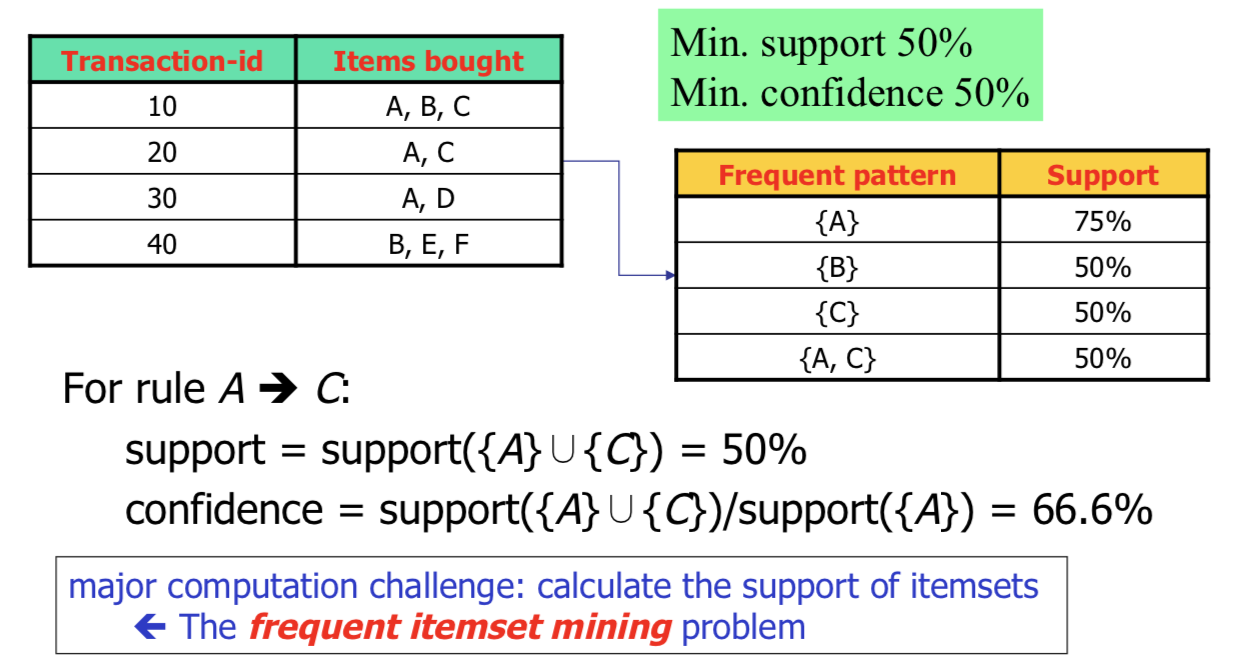 Transaction-id Items bought
10 A, B, C
20 A, C
30 A, D
40 B, E, F
Min. support 50%
Min. confidence 50%
Frequent pattern Support
{A} 75%
{B} 50%
{C} 50%
{A, C} 50%
For rule A ➔ C:
support = support({A}∪{C}) = 50%
confidence = support({A}∪{C})/support({A}) = 66.6%
major computation challenge: calculate the support of itemsets
🡸 The frequent itemset mining problem